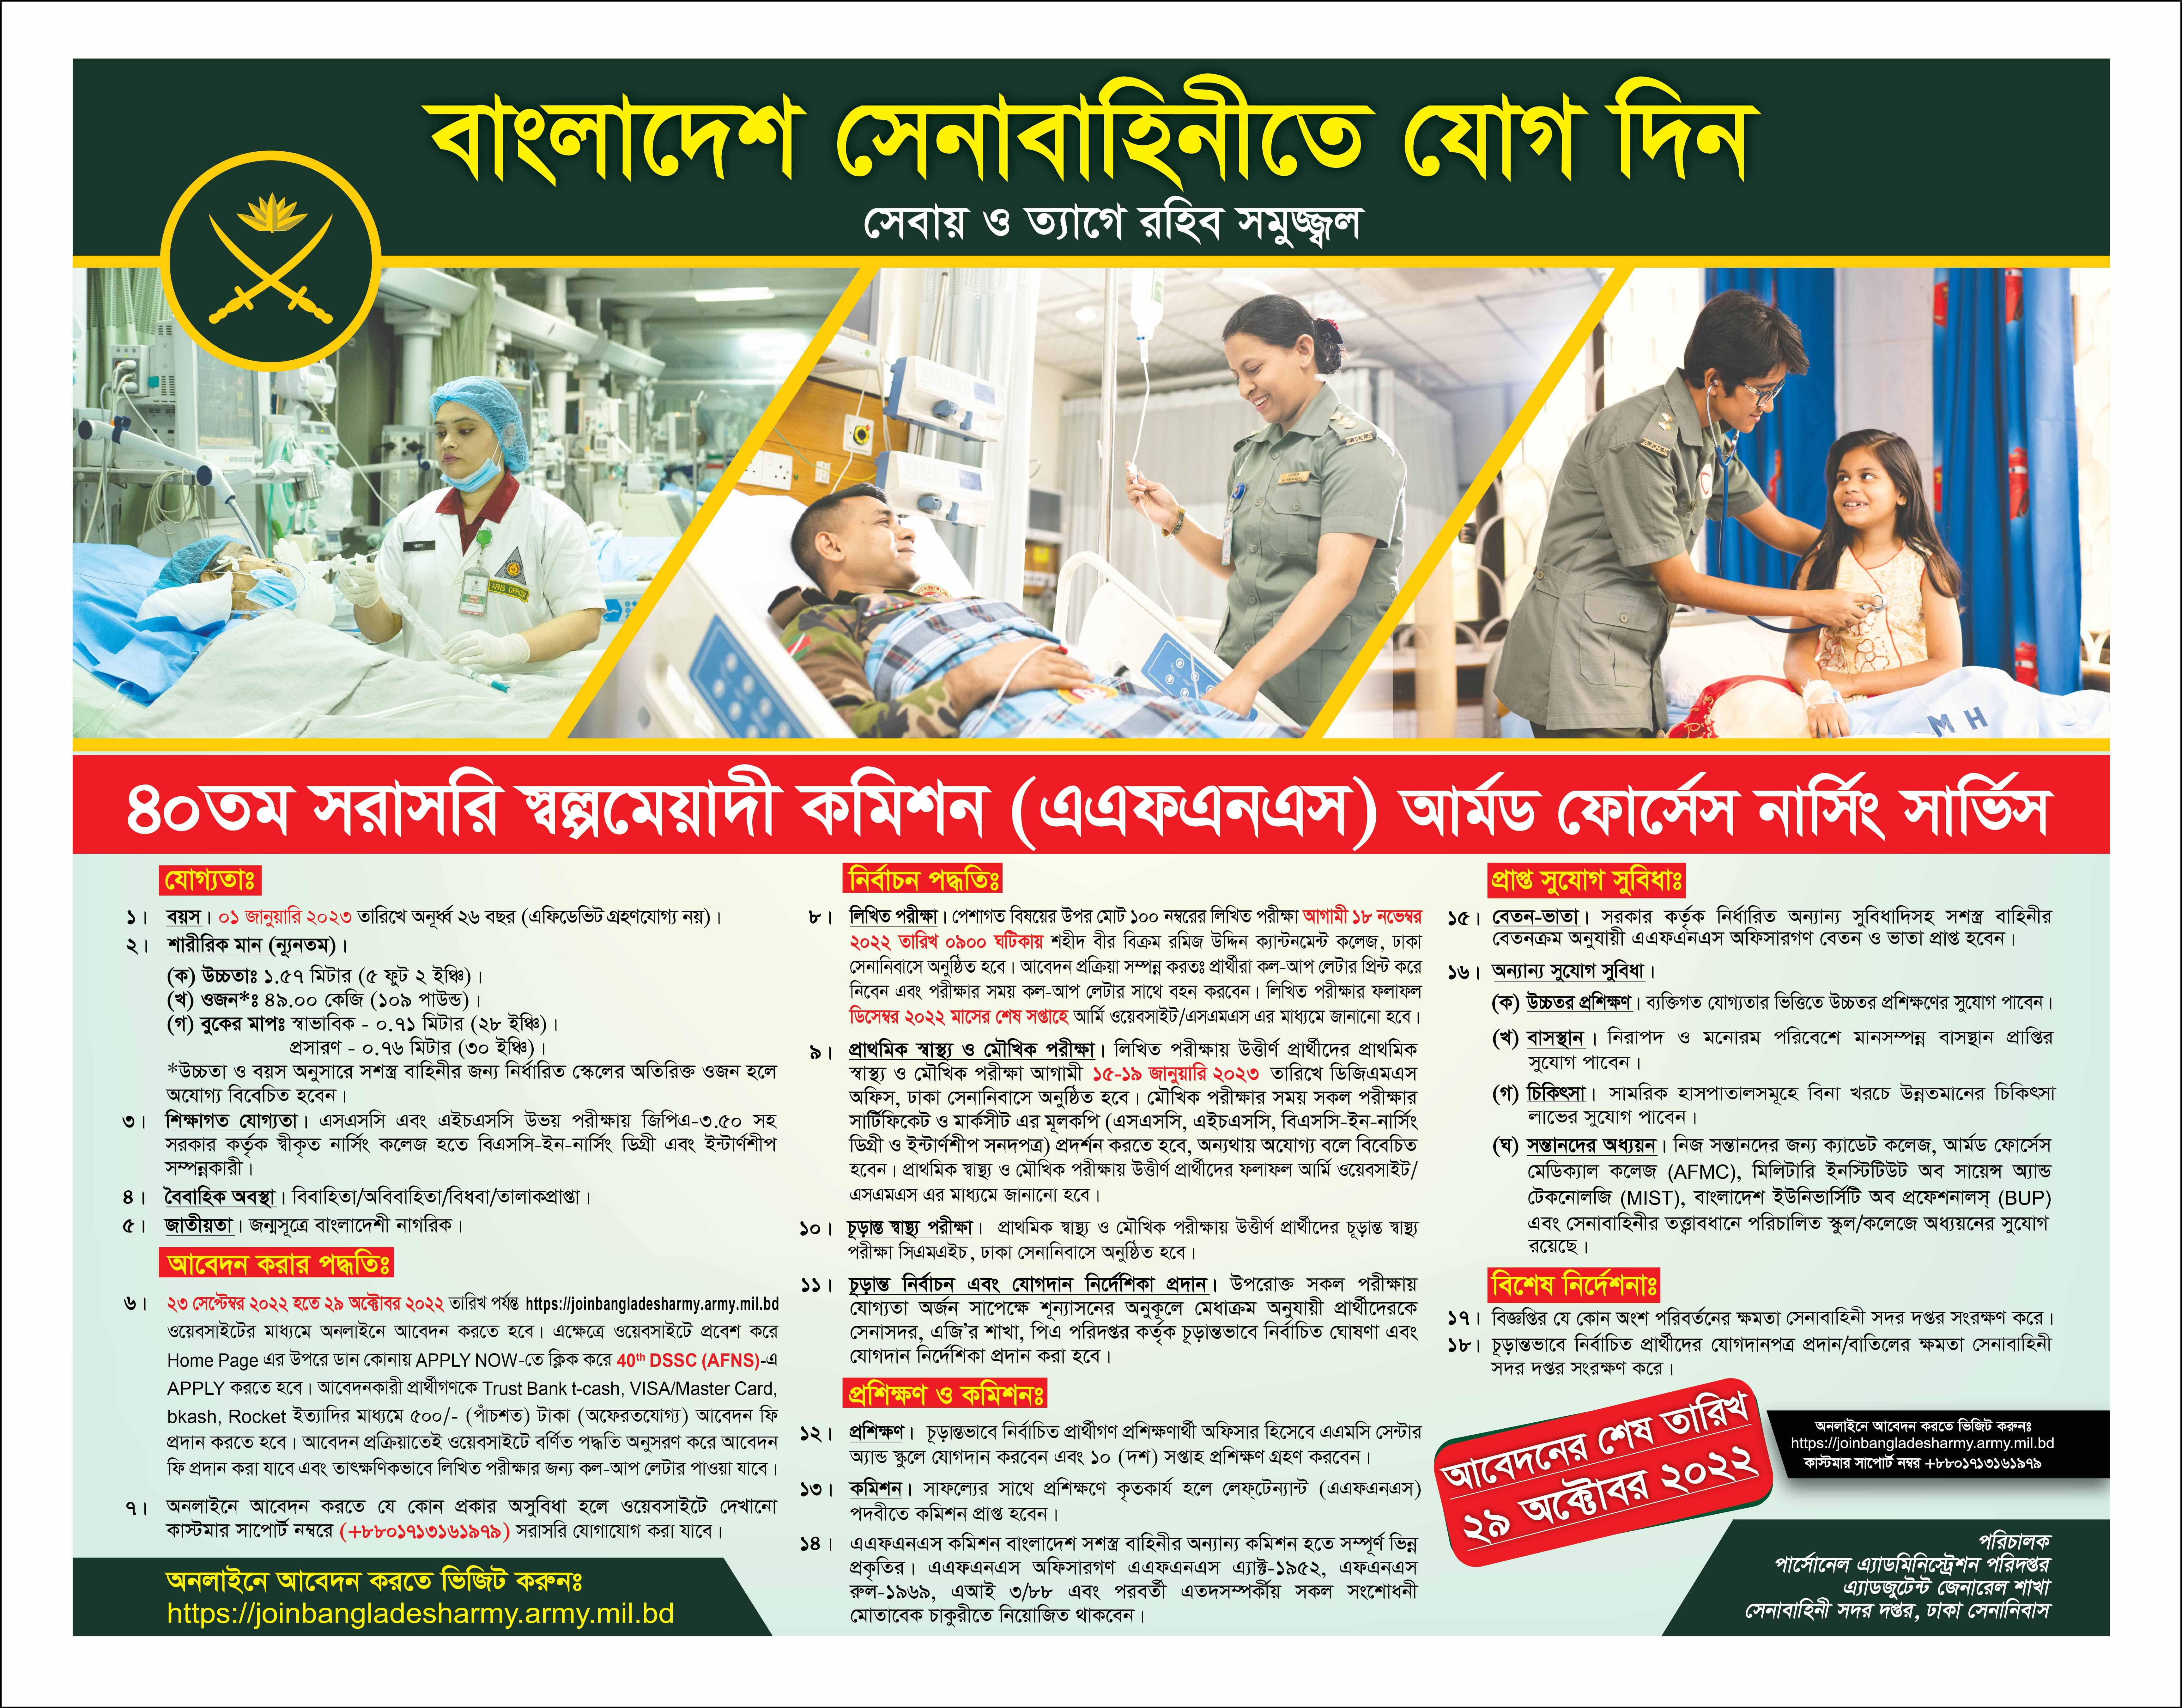 বাংলাদেশ সেনাবাহিনীতে যোগ দিন
সেবায় ও ত্যাগে রহিব সমুজ্জ্বল
AFNS OFFICER
M H
৪০তম সরাসরি স্বল্পমেয়াদী কমিশন (এএফএনএস) আর্মড ফোর্সেস নার্সিং সার্ভিস
যোগ্যতাঃ
১। বয়স। ০১ জানুয়ারি ২০২৩ তারিখে অনূর্ধ্ব ২৬ বছর (এফিডেভিট গ্রহণযোগ্য নয়)।
২। শারীরিক মান (ন্যূনতম)।
(ক) উচ্চতাঃ ১.৫৭ মিটার (৫ ফুট ২ ইঞ্চি)।
(খ) ওজন*ঃ ৪৯.০০ কেজি (১০৯ পাউন্ড)।
(গ) বুকের মাপঃ স্বাভাবিক - ০.৭১ মিটার (২৮ ইঞ্চি)।
প্রসারণ - ০.৭৬ মিটার (৩০ ইঞ্চি)।
*উচ্চতা ও বয়স অনুসারে সশস্ত্র বাহিনীর জন্য নির্ধারিত স্কেলের অতিরিক্ত ওজন হলে
অযোগ্য বিবেচিত হবেন।
৩। শিক্ষাগত যোগ্যতা। এসএসসি এবং এইচএসসি উভয় পরীক্ষায় জিপিএ-৩.৫০ সহ
সরকার কর্তৃক স্বীকৃত নার্সিং কলেজ হতে বিএসসি-ইন-নার্সিং ডিগ্রী এবং ইন্টার্ণশীপ
সম্পন্নকারী।
৪। বৈবাহিক অবস্থা। বিবাহিতা/অবিবাহিতা/বিধবা/তালাকপ্রাপ্তা।
৫। জাতীয়তা। জন্মসূত্রে বাংলাদেশী নাগরিক।
আবেদন করার পদ্ধতিঃ
৬। ২৩ সেপ্টেম্বর ২০২২ হতে ২৯ অক্টোবর ২০২২ তারিখ পর্যন্ত https://joinbangladesharmy.army.mil.bd
ওয়েবসাইটের মাধ্যমে অনলাইনে আবেদন করতে হবে। এক্ষেত্রে ওয়েবসাইটে প্রবেশ করে
Home Page এর উপরে ডান কোনায় APPLY NOW-তে ক্লিক করে 40th DSSC (AFNS)-এ
APPLY করতে হবে। আবেদনকারী প্রার্থীগণকে Trust Bank t-cash, VISA/Master Card,
bkash, Rocket ইত্যাদির মাধ্যমে ৫০০/- (পাঁচশত) টাকা (অফেরতযোগ্য) আবেদন ফি
প্রদান করতে হবে। আবেদন প্রক্রিয়াতেই ওয়েবসাইটে বর্ণিত পদ্ধতি অনুসরণ করে আবেদন
ফি প্রদান করা যাবে এবং তাৎক্ষণিকভাবে লিখিত পরীক্ষার জন্য কল-আপ লেটার পাওয়া যাবে।
৭। অনলাইনে আবেদন করতে যে কোন প্রকার অসুবিধা হলে ওয়েবসাইটে দেখানো
কাস্টমার সাপোর্ট নম্বরে (+৮৮০১৭১৩১৬১৯৭৯) সরাসরি যোগাযোগ করা যাবে।
অনলাইনে আবেদন করতে ভিজিট করুনঃ
https://joinbangladesharmy.army.mil.bd
নির্বাচন পদ্ধতিঃ
৮। লিখিত পরীক্ষা। পেশাগত বিষয়ের উপর মোট ১০০ নম্বরের লিখিত পরীক্ষা আগামী ১৮ নভেম্বর
২০২২ তারিখ ০৯০০ ঘটিকায় শহীদ বীর বিক্রম রমিজ উদ্দিন ক্যান্টনমেন্ট কলেজ, ঢাকা
সেনানিবাসে অনুষ্ঠিত হবে। আবেদন প্রক্রিয়া সম্পন্ন করতঃ প্রার্থীরা কল-আপ লেটার প্রিন্ট করে
নিবেন এবং পরীক্ষার সময় কল-আপ লেটার সাথে বহন করবেন। লিখিত পরীক্ষার ফলাফল
ডিসেম্বর ২০২২ মাসের শেষ সপ্তাহে আর্মি ওয়েবসাইট/এসএমএস এর মাধ্যমে জানানো হবে।
৯। প্রাথমিক স্বাস্থ্য ও মৌখিক পরীক্ষা। লিখিত পরীক্ষায় উত্তীর্ণ প্রার্থীদের প্রাথমিক
স্বাস্থ্য ও মৌখিক পরীক্ষা আগামী ১৫-১৯ জানুয়ারি ২০২৩ তারিখে ডিজিএমএস
অফিস, ঢাকা সেনানিবাসে অনুষ্ঠিত হবে। মৌখিক পরীক্ষার সময় সকল পরীক্ষার
সার্টিফিকেট ও মার্কসীট এর মূলকপি (এসএসসি, এইচএসসি, বিএসসি-ইন-নার্সিং
ডিগ্রী ও ইন্টার্ণশীপ সনদপত্র) প্রদর্শন করতে হবে, অন্যথায় অযোগ্য বলে বিবেচিত
হবেন। প্রাথমিক স্বাস্থ্য ও মৌখিক পরীক্ষায় উত্তীর্ণ প্রার্থীদের ফলাফল আর্মি ওয়েবসাইট/
এসএমএস এর মাধ্যমে জানানো হবে।
১০। চূড়ান্ত স্বাস্থ্য পরীক্ষা। প্রাথমিক স্বাস্থ্য ও মৌখিক পরীক্ষায় উত্তীর্ণ প্রার্থীদের চূড়ান্ত স্বাস্থ্য
পরীক্ষা সিএমএইচ, ঢাকা সেনানিবাসে অনুষ্ঠিত হবে।
১১। চূড়ান্ত নির্বাচন এবং যোগদান নির্দেশিকা প্রদান। উপরোক্ত সকল পরীক্ষায়
যোগ্যতা অর্জন সাপেক্ষে শূন্যাসনের অনুকূলে মেধাক্রম অনুযায়ী প্রার্থীদেরকে
সেনাসদর, এজি'র শাখা, পিএ পরিদপ্তর কর্তৃক চূড়ান্তভাবে নির্বাচিত ঘোষণা এবং
যোগদান নির্দেশিকা প্রদান করা হবে।
প্রশিক্ষণ ও কমিশনঃ
১২। প্রশিক্ষণ। চূড়ান্তভাবে নির্বাচিত প্রার্থীগণ প্রশিক্ষণার্থী অফিসার হিসেবে এএমসি সেন্টার
অ্যান্ড স্কুলে যোগদান করবেন এবং ১০ (দশ) সপ্তাহ প্রশিক্ষণ গ্রহণ করবেন।
১৩। কমিশন। সাফল্যের সাথে প্রশিক্ষণে কৃতকার্য হলে লেফ্‌টেন্যান্ট (এএফএনএস)
পদবীতে কমিশন প্রাপ্ত হবেন।
১৪। এএফএনএস কমিশন বাংলাদেশ সশস্ত্র বাহিনীর অন্যান্য কমিশন হতে সম্পূর্ণ ভিন্ন
প্রকৃতির। এএফএনএস অফিসারগণ এএফএনএস এ্যাক্ট-১৯৫২, এফএনএস
রুল-১৯৬৯, এআই ৩/৮৮ এবং পরবর্তী এতদসম্পর্কীয় সকল সংশোধনী
মোতাবেক চাকুরীতে নিয়োজিত থাকবেন।
প্রাপ্ত সুযোগ সুবিধাঃ
১৫। বেতন-ভাতা। সরকার কর্তৃক নির্ধারিত অন্যান্য সুবিধাদিসহ সশস্ত্র বাহিনীর
বেতনক্রম অনুযায়ী এএফএনএস অফিসারগণ বেতন ও ভাতা প্রাপ্ত হবেন।
১৬। অন্যান্য সুযোগ সুবিধা।
(ক) উচ্চতর প্রশিক্ষণ। ব্যক্তিগত যোগ্যতার ভিত্তিতে উচ্চতর প্রশিক্ষণের সুযোগ পাবেন।
(খ) বাসস্থান। নিরাপদ ও মনোরম পরিবেশে মানসম্পন্ন বাসস্থান প্রাপ্তির
সুযোগ পাবেন।
(গ) চিকিৎসা। সামরিক হাসপাতালসমূহে বিনা খরচে উন্নতমানের চিকিৎসা
লাভের সুযোগ পাবেন।
(ঘ) সন্তানদের অধ্যয়ন। নিজ সন্তানদের জন্য ক্যাডেট কলেজ, আর্মড ফোর্সেস
মেডিক্যাল কলেজ (AFMC), মিলিটারি ইনস্টিটিউট অব সায়েন্স অ্যান্ড
টেকনোলজি (MIST), বাংলাদেশ ইউনিভার্সিটি অব প্রফেশনালস্ (BUP)
এবং সেনাবাহিনীর তত্ত্বাবধানে পরিচালিত স্কুল/কলেজে অধ্যয়নের সুযোগ
রয়েছে।
বিশেষ নির্দেশনাঃ
১৭। বিজ্ঞপ্তির যে কোন অংশ পরিবর্তনের ক্ষমতা সেনাবাহিনী সদর দপ্তর সংরক্ষণ করে।
১৮। চূড়ান্তভাবে নির্বাচিত প্রার্থীদের যোগদানপত্র প্রদান/বাতিলের ক্ষমতা সেনাবাহিনী
সদর দপ্তর সংরক্ষণ করে।
আবেদনের শেষ তারিখ
২৯ অক্টোবর ২০২২
অনলাইনে আবেদন করতে ভিজিট করুনঃ
https://joinbangladesharmy.army.mil.bd
কাস্টমার সাপোর্ট নম্বর +৮৮০১৭১৩১৬১৯৭৯
পরিচালক
পার্সোনেল এ্যাডমিনিস্ট্রেশন পরিদপ্তর
এ্যাডজুটেন্ট জেনারেল শাখা
সেনাবাহিনী সদর দপ্তর, ঢাকা সেনানিবাস